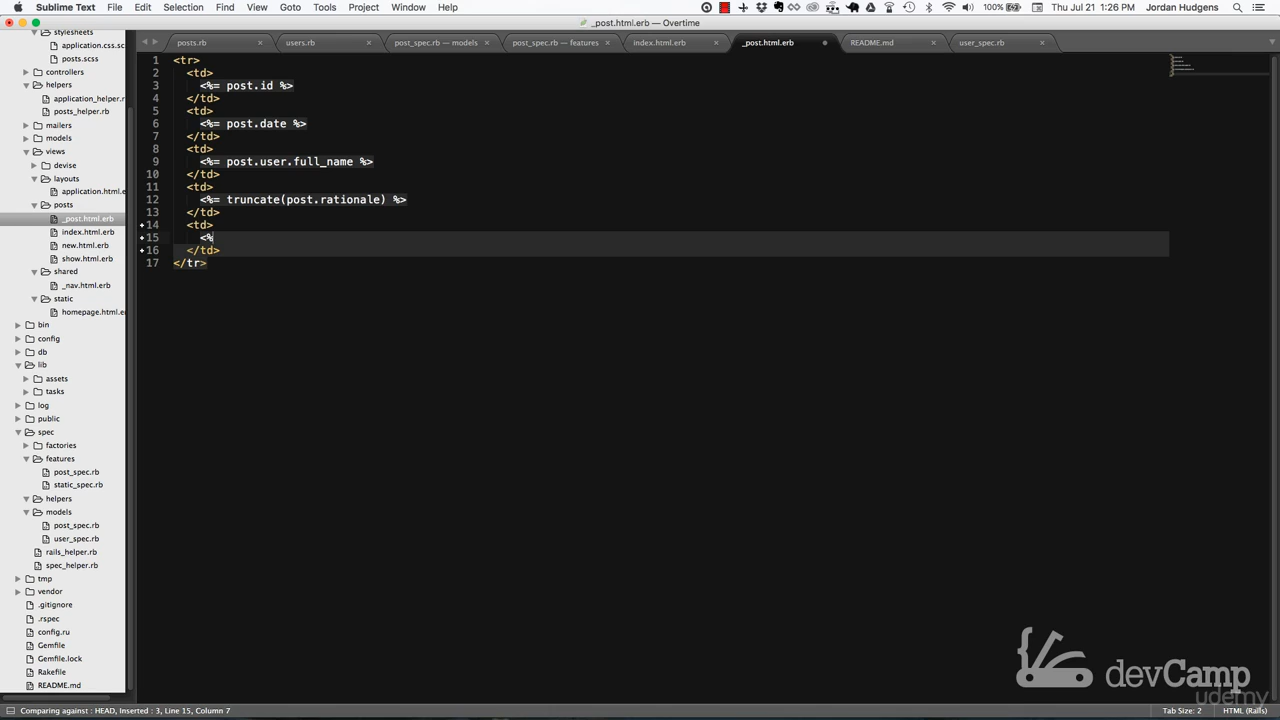 Sublime Text File Edit Selection Find View Goto Tools Project Window Help 100% Thu Jul 21 1:26 PM Jordan Hudgens
_post.html.erb — Overtime
posts.rb users.rb post_spec.rb — models post_spec.rb — features index.html.erb _post.html.erb README.md user_spec.rb
stylesheets
application.css.sc
posts.scss
controllers
helpers
application_helper.r
posts_helper.rb
mailers
models
views
devise
layouts
application.html.e
posts
_post.html.erb
index.html.erb
new.html.erb
show.html.erb
shared
_nav.html.erb
static
homepage.html.er
bin
config
db
lib
assets
tasks
log
public
spec
factories
features
post_spec.rb
static_spec.rb
helpers
models
post_spec.rb
user_spec.rb
rails_helper.rb
spec_helper.rb
tmp
vendor
.gitignore
.rspec
config.ru
Gemfile
Gemfile.lock
Rakefile
README.md
1 <tr>
2 <td>
3 <%= post.id %>
4 </td>
5 <td>
6 <%= post.date %>
7 </td>
8 <td>
9 <%= post.user.full_name %>
10 </td>
11 <td>
12 <%= truncate(post.rationale) %>
13 </td>
14 <td>
15 <%
16 </td>
17 </tr>
devCamp
udemy
Comparing against : HEAD, Inserted : 3, Line 15, Column 7 Tab Size: 2 HTML (Rails)